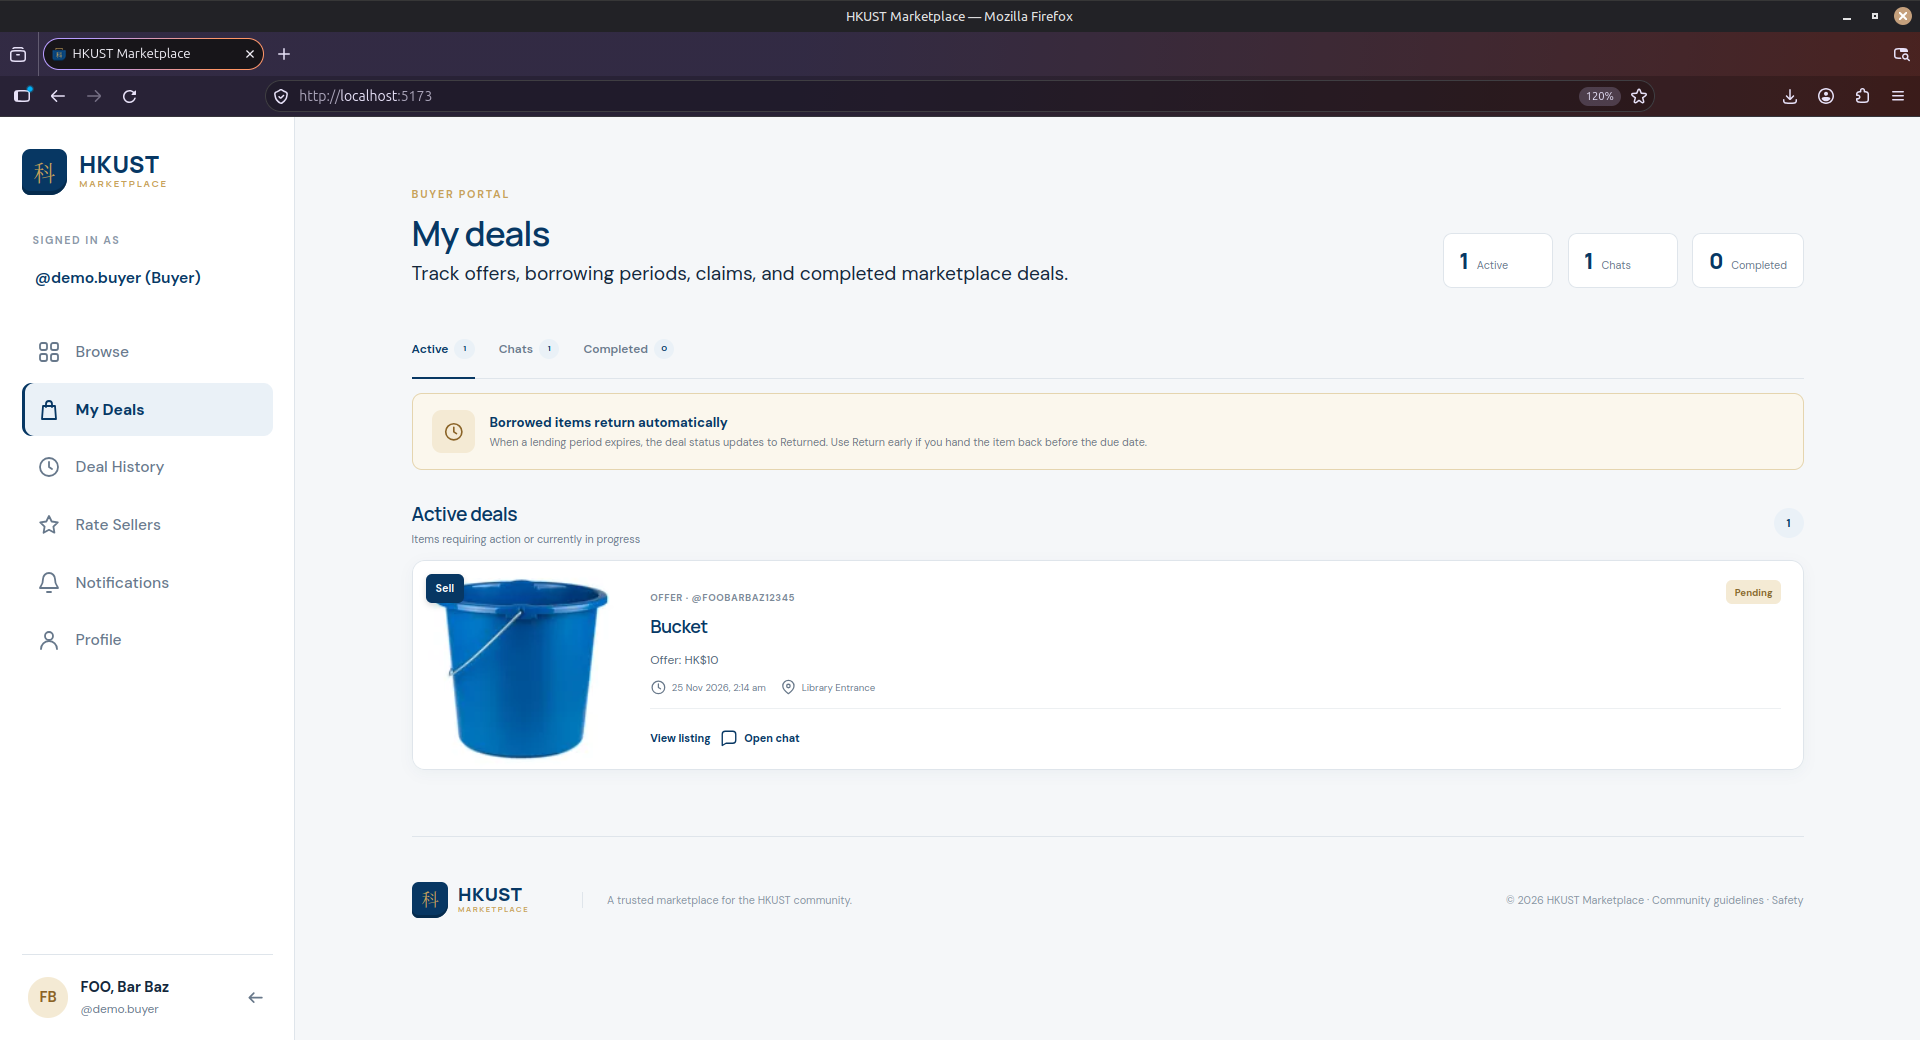 HKUST Marketplace — Mozilla Firefox
HKUST Marketplace
http://localhost:5173
120%
科
HKUST
MARKETPLACE
SIGNED IN AS
@demo.buyer (Buyer)
Browse
My Deals
Deal History
Rate Sellers
Notifications
Profile
FB
FOO, Bar Baz
@demo.buyer
BUYER PORTAL
My deals
Track offers, borrowing periods, claims, and completed marketplace deals.
1 Active
1 Chats
0 Completed
Active 1 Chats 1 Completed 0
Borrowed items return automatically
When a lending period expires, the deal status updates to Returned. Use Return early if you hand the item back before the due date.
Active deals
Items requiring action or currently in progress
1
Sell
OFFER · @FOOBARBAZ12345
Pending
Bucket
Offer: HK$10
25 Nov 2026, 2:14 am Library Entrance
View listing Open chat
科
HKUST
MARKETPLACE
A trusted marketplace for the HKUST community.
© 2026 HKUST Marketplace · Community guidelines · Safety